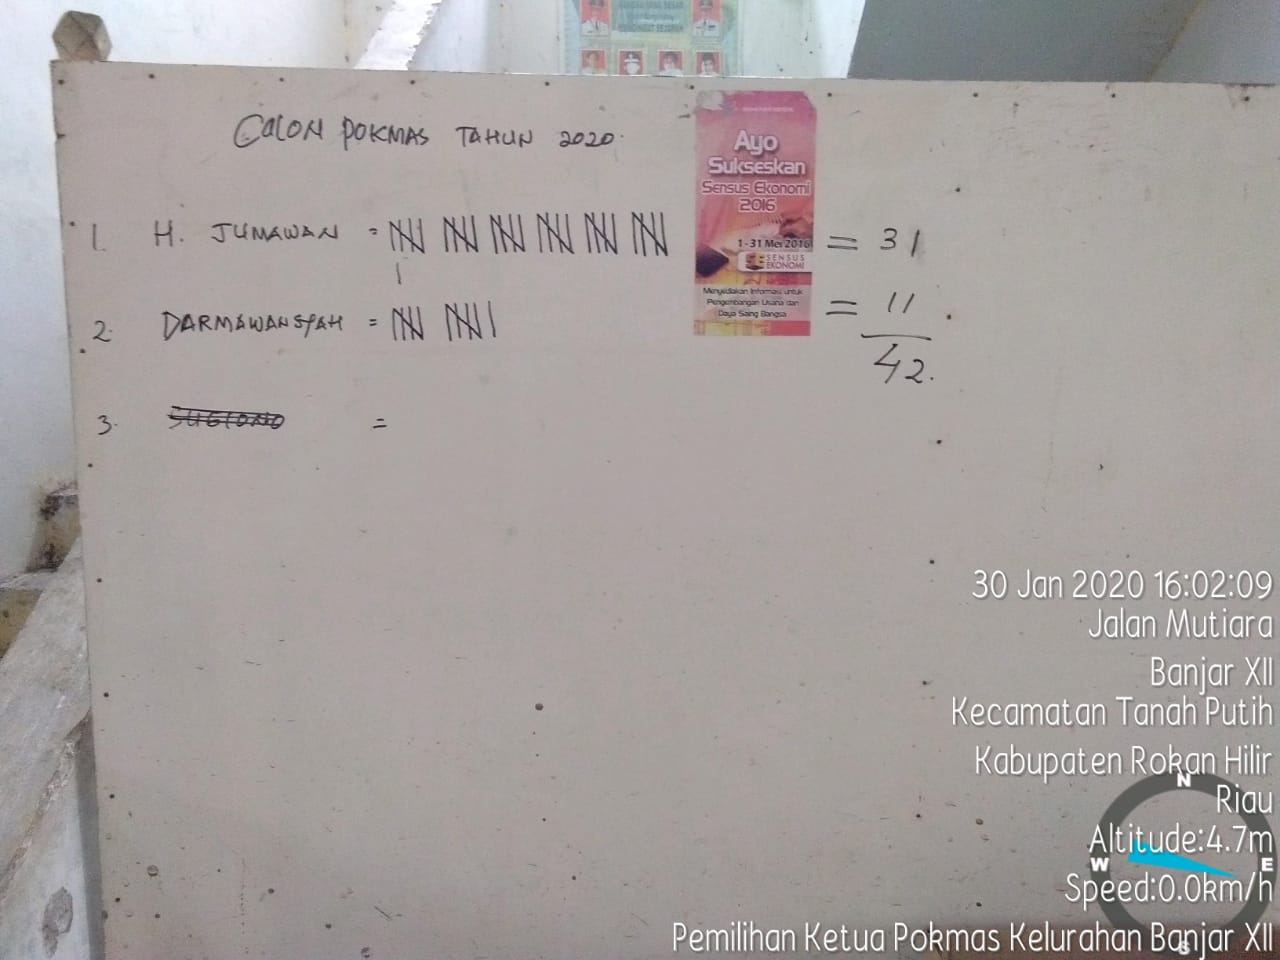 CALON POKMAS TAHUN 2020.
1. H. JUMAWAN = 𝍸 𝍸 𝍸 𝍸 𝍸 𝍸 | = 31
2. DARMAWANSYAH = 𝍸 𝍸 | = 11
42.
3. SUGIONO =
Ayo
Sukseskan
Sensus Ekonomi
2016
1 - 31 Mei 2016
SENSUS
EKONOMI
Menyediakan Informasi untuk
Pengembangan Usaha dan
Daya Saing Bangsa
30 Jan 2020 16:02:09
Jalan Mutiara
Banjar XII
Kecamatan Tanah Putih
Kabupaten Rokan Hilir
Riau
Altitude:4.7m
Speed:0.0km/h
Pemilihan Ketua Pokmas Kelurahan Banjar XII
N
W
E
S